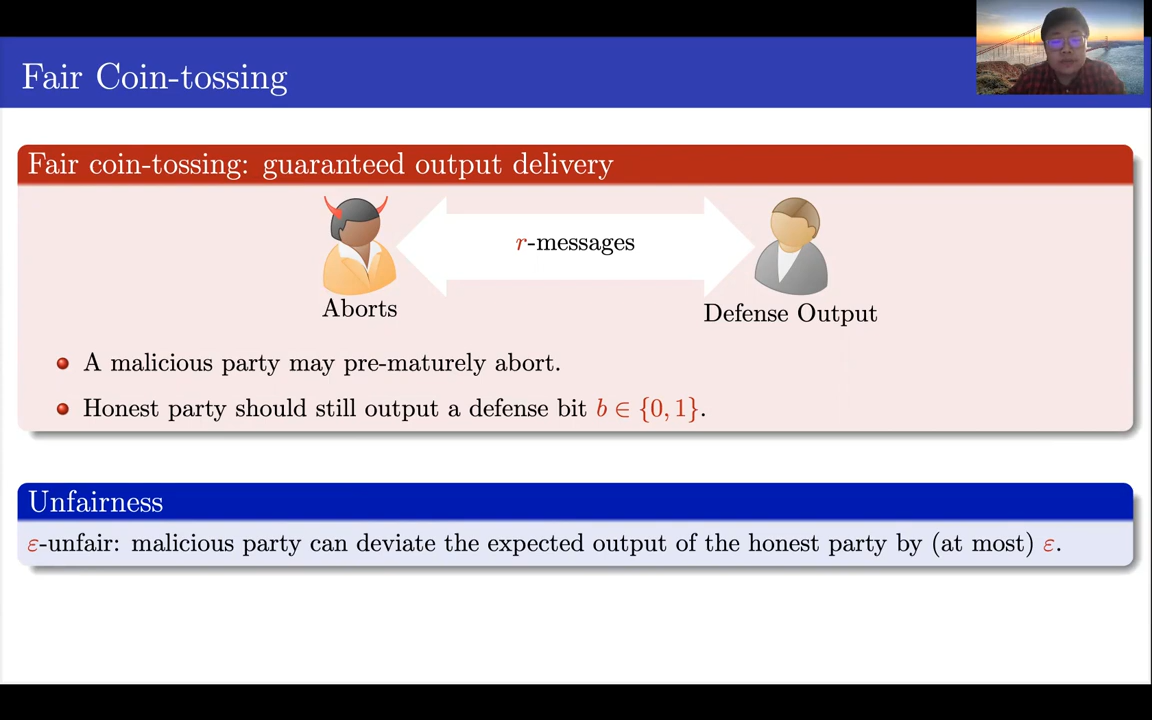 Fair Coin-tossing
Fair coin-tossing: guaranteed output delivery
r-messages
Aborts
Defense Output
A malicious party may pre-maturely abort.
Honest party should still output a defense bit b ∈ {0, 1}.
Unfairness
ε-unfair: malicious party can deviate the expected output of the honest party by (at most) ε.